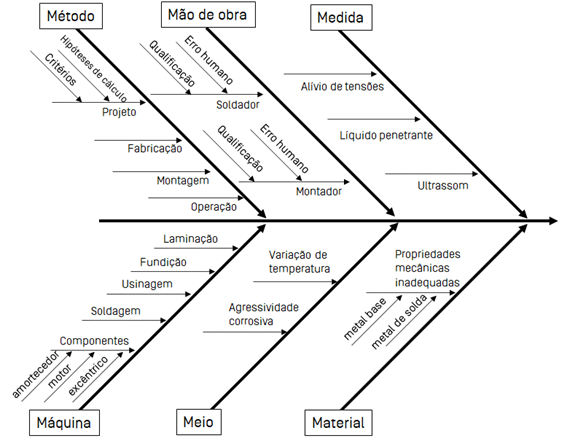 Método
Mão de obra
Medida
Critérios
Hipóteses de cálculo
Projeto
Fabricação
Montagem
Operação
Qualificação
Erro humano
Soldador
Qualificação
Erro humano
Montador
Alívio de tensões
Líquido penetrante
Ultrassom
Laminação
Fundição
Usinagem
Soldagem
Componentes
amortecedor
motor
excêntrico
Variação de
temperatura
Agressividade
corrosiva
Propriedades
mecânicas
inadequadas
metal base
metal de solda
Máquina
Meio
Material